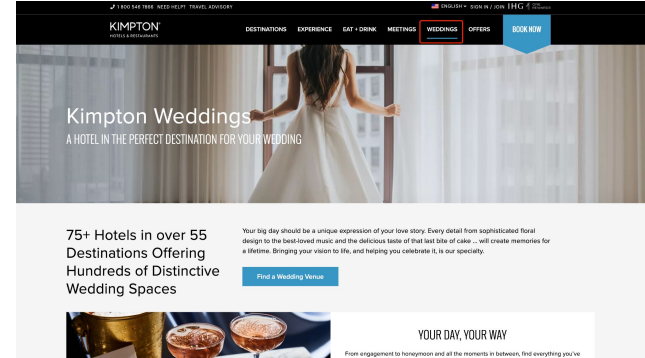 1 800 546 7866 NEED HELP? TRAVEL ADVISORY
ENGLISH SIGN IN / JOIN IHG
KIMPTON
HOTELS & RESTAURANTS
DESTINATIONS EXPERIENCE EAT + DRINK MEETINGS WEDDINGS OFFERS BOOK NOW
Kimpton Weddings
A HOTEL IN THE PERFECT DESTINATION FOR YOUR WEDDING
75+ Hotels in over 55
Destinations Offering
Hundreds of Distinctive
Wedding Spaces
Your big day should be a unique expression of your love story. Every detail from sophisticated floral
design to the best-loved music and the delicious taste of that last bite of cake ... will create memories for
a lifetime. Bringing your vision to life, and helping you celebrate it, is our specialty.
Find a Wedding Venue
YOUR DAY, YOUR WAY
From engagement to honeymoon and all the moments in between, find everything you've